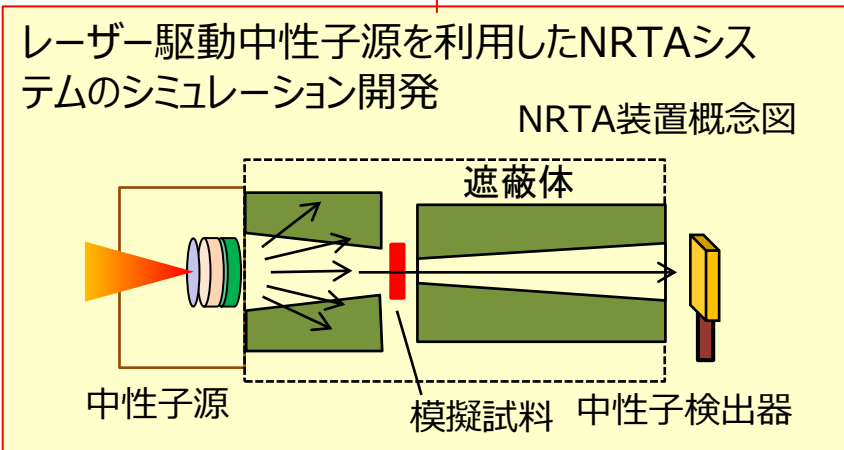 レーザー駆動中性子源を利用したNRTAシス
テムのシミュレーション開発
NRTA装置概念図
遮蔽体
中性子源
模擬試料
中性子検出器